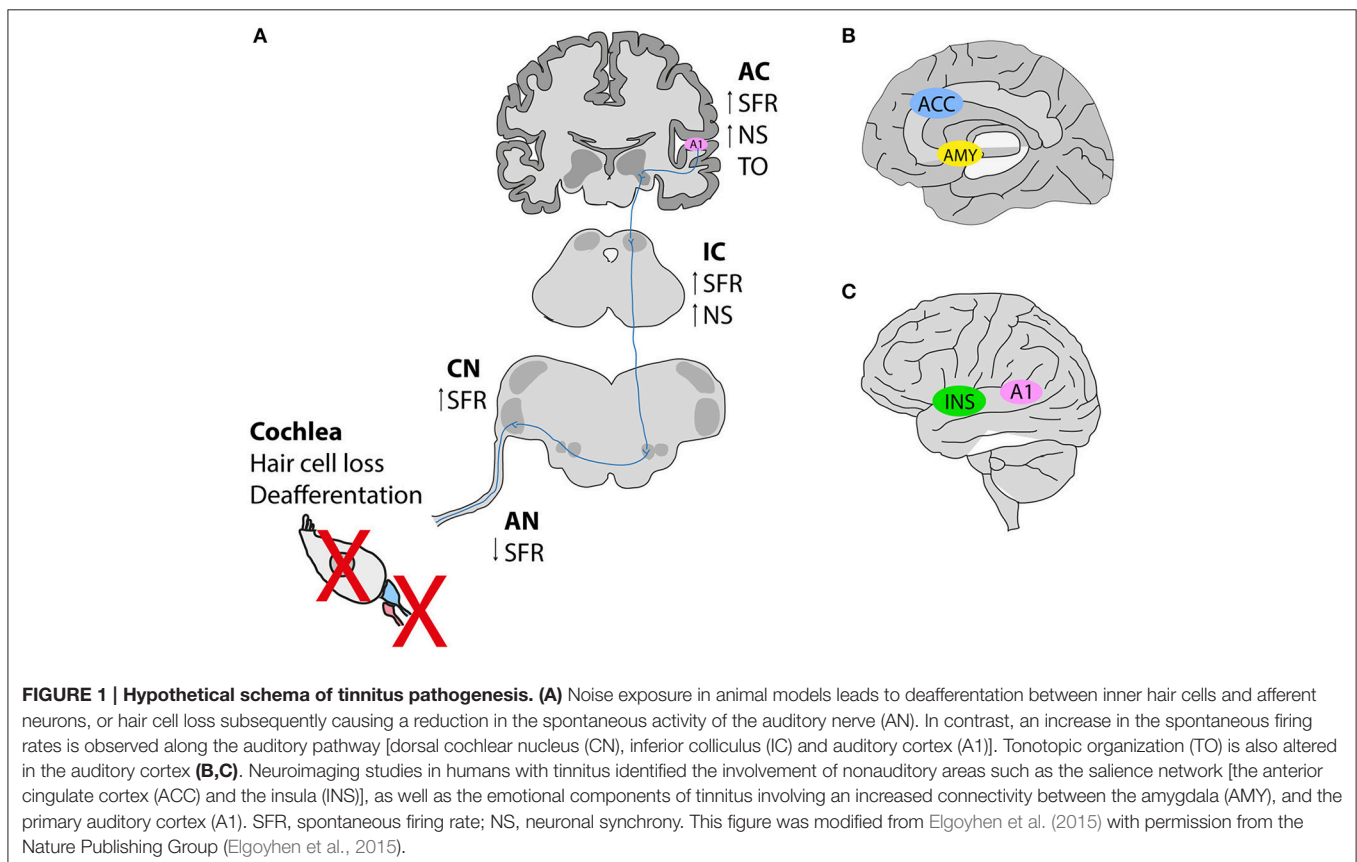 A
AC
↑SFR
↑NS
TO
A1
IC
↑SFR
↑NS
CN
↑SFR
Cochlea
Hair cell loss
Deafferentation
AN
↓SFR
B
ACC
AMY
C
INS
A1
FIGURE 1 | Hypothetical schema of tinnitus pathogenesis. (A) Noise exposure in animal models leads to deafferentation between inner hair cells and afferent
neurons, or hair cell loss subsequently causing a reduction in the spontaneous activity of the auditory nerve (AN). In contrast, an increase in the spontaneous firing
rates is observed along the auditory pathway [dorsal cochlear nucleus (CN), inferior colliculus (IC) and auditory cortex (A1)]. Tonotopic organization (TO) is also altered
in the auditory cortex (B,C). Neuroimaging studies in humans with tinnitus identified the involvement of nonauditory areas such as the salience network [the anterior
cingulate cortex (ACC) and the insula (INS)], as well as the emotional components of tinnitus involving an increased connectivity between the amygdala (AMY), and the
primary auditory cortex (A1). SFR, spontaneous firing rate; NS, neuronal synchrony. This figure was modified from Elgoyhen et al. (2015) with permission from the
Nature Publishing Group (Elgoyhen et al., 2015).